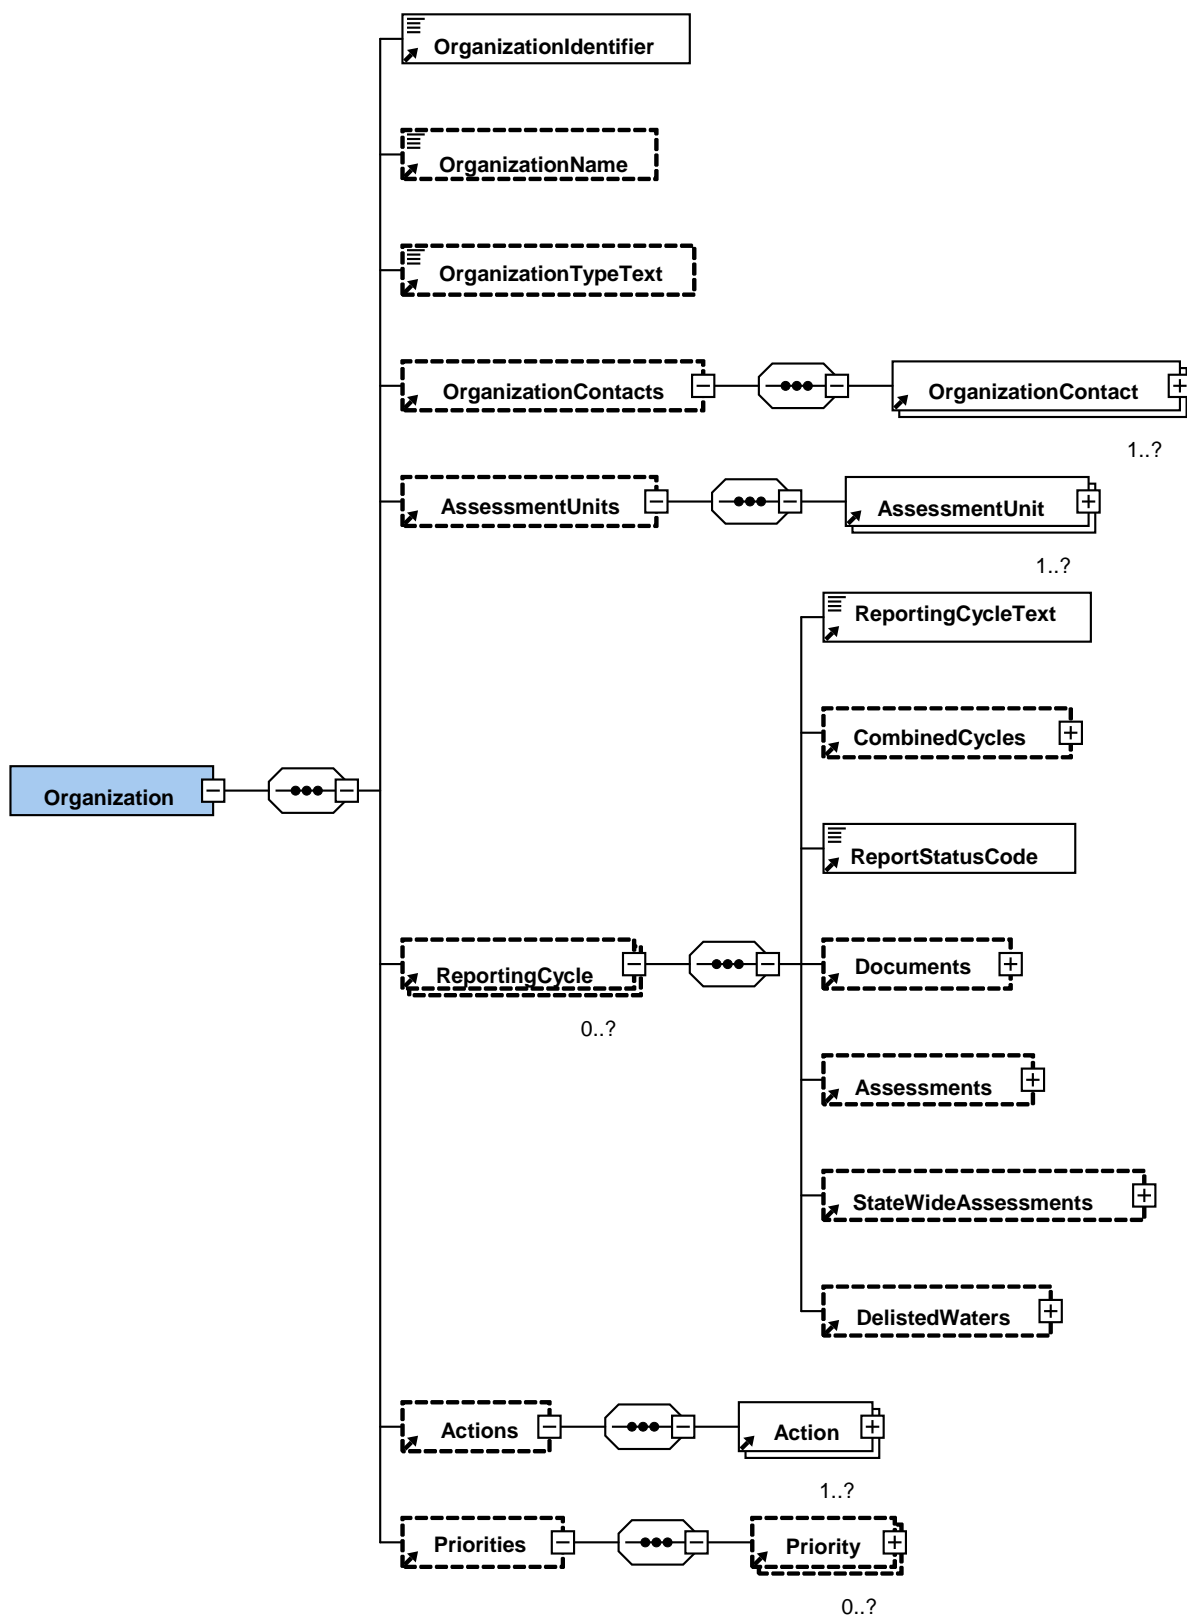 OrganizationIdentifier
OrganizationName
OrganizationTypeText
OrganizationContacts
OrganizationContact
1..?
AssessmentUnits
AssessmentUnit
1..?
Organization
ReportingCycle
0..?
ReportingCycleText
CombinedCycles
ReportStatusCode
Documents
Assessments
StateWideAssessments
DelistedWaters
Actions
Action
1..?
Priorities
Priority
0..?